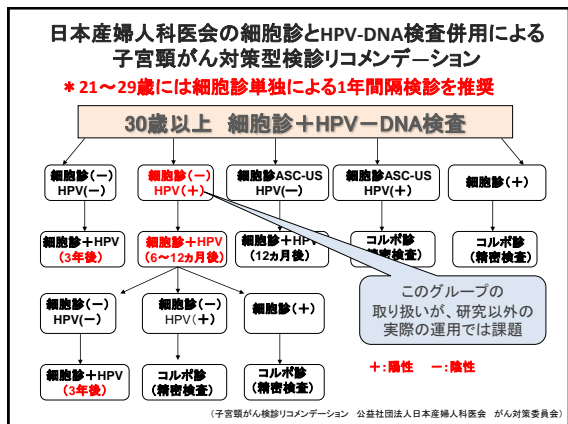 日本産婦人科医会の細胞診とHPV-DNA検査併用による
子宮頸がん対策型検診リコメンデーション
＊21～29歳には細胞診単独による1年間隔検診を推奨
30歳以上 細胞診＋HPV－DNA検査
細胞診(－)
HPV(－)
細胞診(－)
HPV(＋)
細胞診ASC-US
HPV(－)
細胞診ASC-US
HPV(＋)
細胞診(＋)
細胞診＋HPV
(3年後)
細胞診＋HPV
(6～12ヵ月後)
細胞診＋HPV
(12ヵ月後)
コルポ診
(精密検査)
コルポ診
(精密検査)
このグループの
取り扱いが、研究以外の
実際の運用では課題
細胞診(－)
HPV(－)
細胞診(－)
HPV(＋)
細胞診(＋)
細胞診＋HPV
(3年後)
コルポ診
(精密検査)
コルポ診
(精密検査)
＋：陽性 －：陰性
(子宮頸がん検診リコメンデーション 公益社団法人日本産婦人科医会 がん対策委員会)